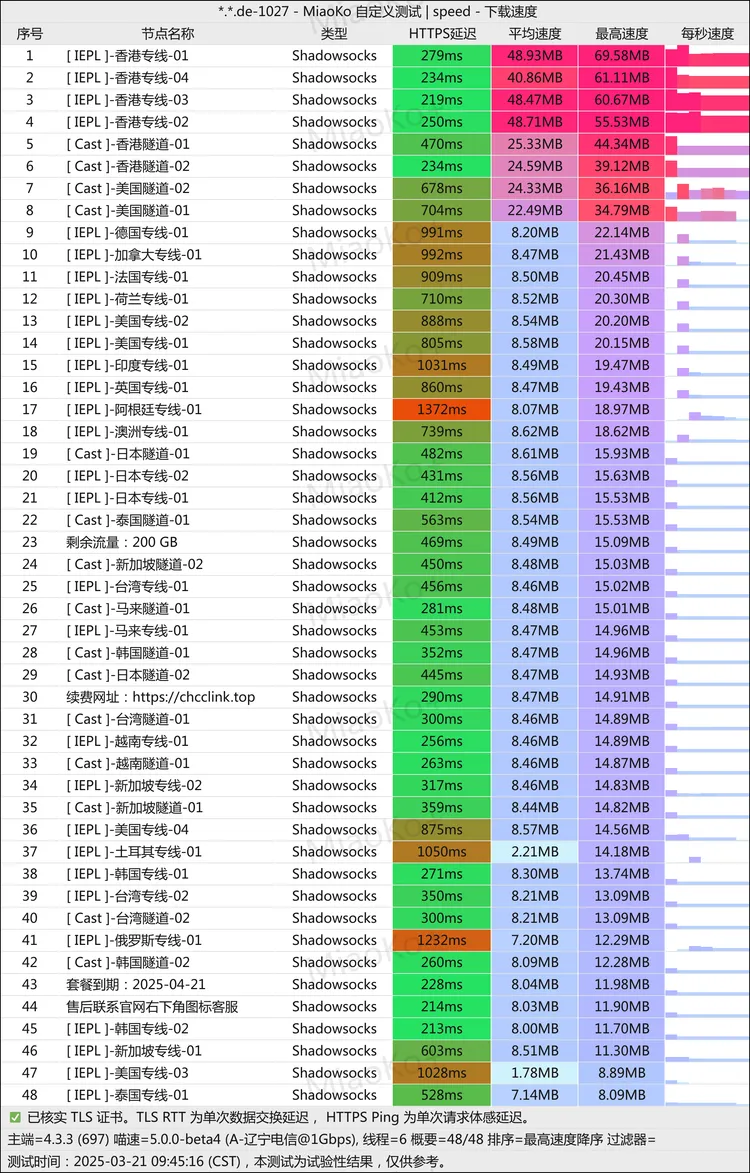 *.*.de-1027 - MiaoKo 自定义测试 | speed - 下载速度
序号 节点名称 类型 HTTPS延迟 平均速度 最高速度 每秒速度
1 [ IEPL ]-香港专线-01 Shadowsocks 279ms 48.93MB 69.58MB
2 [ IEPL ]-香港专线-04 Shadowsocks 234ms 40.86MB 61.11MB
3 [ IEPL ]-香港专线-03 Shadowsocks 219ms 48.47MB 60.67MB
4 [ IEPL ]-香港专线-02 Shadowsocks 250ms 48.71MB 55.53MB
5 [ Cast ]-香港隧道-01 Shadowsocks 470ms 25.33MB 44.34MB
6 [ Cast ]-香港隧道-02 Shadowsocks 234ms 24.59MB 39.12MB
7 [ Cast ]-美国隧道-02 Shadowsocks 678ms 24.33MB 36.16MB
8 [ Cast ]-美国隧道-01 Shadowsocks 704ms 22.49MB 34.79MB
9 [ IEPL ]-德国专线-01 Shadowsocks 991ms 8.20MB 22.14MB
10 [ IEPL ]-加拿大专线-01 Shadowsocks 992ms 8.47MB 21.43MB
11 [ IEPL ]-法国专线-01 Shadowsocks 909ms 8.50MB 20.45MB
12 [ IEPL ]-荷兰专线-01 Shadowsocks 710ms 8.52MB 20.30MB
13 [ IEPL ]-美国专线-02 Shadowsocks 888ms 8.54MB 20.20MB
14 [ IEPL ]-美国专线-01 Shadowsocks 805ms 8.58MB 20.15MB
15 [ IEPL ]-印度专线-01 Shadowsocks 1031ms 8.49MB 19.47MB
16 [ IEPL ]-英国专线-01 Shadowsocks 860ms 8.47MB 19.43MB
17 [ IEPL ]-阿根廷专线-01 Shadowsocks 1372ms 8.07MB 18.97MB
18 [ IEPL ]-澳洲专线-01 Shadowsocks 739ms 8.62MB 18.62MB
19 [ Cast ]-日本隧道-01 Shadowsocks 482ms 8.61MB 15.93MB
20 [ IEPL ]-日本专线-02 Shadowsocks 431ms 8.56MB 15.63MB
21 [ IEPL ]-日本专线-01 Shadowsocks 412ms 8.56MB 15.53MB
22 [ Cast ]-泰国隧道-01 Shadowsocks 563ms 8.54MB 15.53MB
23 剩余流量：200 GB Shadowsocks 469ms 8.49MB 15.09MB
24 [ Cast ]-新加坡隧道-02 Shadowsocks 450ms 8.48MB 15.03MB
25 [ IEPL ]-台湾专线-01 Shadowsocks 456ms 8.46MB 15.02MB
26 [ Cast ]-马来隧道-01 Shadowsocks 281ms 8.48MB 15.01MB
27 [ IEPL ]-马来专线-01 Shadowsocks 453ms 8.47MB 14.96MB
28 [ Cast ]-韩国隧道-01 Shadowsocks 352ms 8.47MB 14.96MB
29 [ Cast ]-日本隧道-02 Shadowsocks 445ms 8.47MB 14.93MB
30 续费网址：https://chcclink.top Shadowsocks 290ms 8.47MB 14.91MB
31 [ Cast ]-台湾隧道-01 Shadowsocks 300ms 8.46MB 14.89MB
32 [ IEPL ]-越南专线-01 Shadowsocks 256ms 8.46MB 14.89MB
33 [ Cast ]-越南隧道-01 Shadowsocks 263ms 8.46MB 14.87MB
34 [ IEPL ]-新加坡专线-02 Shadowsocks 317ms 8.46MB 14.83MB
35 [ Cast ]-新加坡隧道-01 Shadowsocks 359ms 8.44MB 14.82MB
36 [ IEPL ]-美国专线-04 Shadowsocks 875ms 8.57MB 14.56MB
37 [ IEPL ]-土耳其专线-01 Shadowsocks 1050ms 2.21MB 14.18MB
38 [ IEPL ]-韩国专线-01 Shadowsocks 271ms 8.30MB 13.74MB
39 [ IEPL ]-台湾专线-02 Shadowsocks 350ms 8.21MB 13.09MB
40 [ Cast ]-台湾隧道-02 Shadowsocks 300ms 8.21MB 13.09MB
41 [ IEPL ]-俄罗斯专线-01 Shadowsocks 1232ms 7.20MB 12.29MB
42 [ Cast ]-韩国隧道-02 Shadowsocks 260ms 8.09MB 12.28MB
43 套餐到期：2025-04-21 Shadowsocks 228ms 8.04MB 11.98MB
44 售后联系官网右下角图标客服 Shadowsocks 214ms 8.03MB 11.90MB
45 [ IEPL ]-韩国专线-02 Shadowsocks 213ms 8.00MB 11.70MB
46 [ IEPL ]-新加坡专线-01 Shadowsocks 603ms 8.51MB 11.30MB
47 [ IEPL ]-美国专线-03 Shadowsocks 1028ms 1.78MB 8.89MB
48 [ IEPL ]-泰国专线-01 Shadowsocks 528ms 7.14MB 8.09MB
✅ 已核实 TLS 证书。TLS RTT 为单次数据交换延迟， HTTPS Ping 为单次请求体感延迟。
主端=4.3.3 (697) 喵速=5.0.0-beta4 (A-辽宁电信@1Gbps), 线程=6 概要=48/48 排序=最高速度降序 过滤器=
测试时间：2025-03-21 09:45:16 (CST)，本测试为试验性结果，仅供参考。